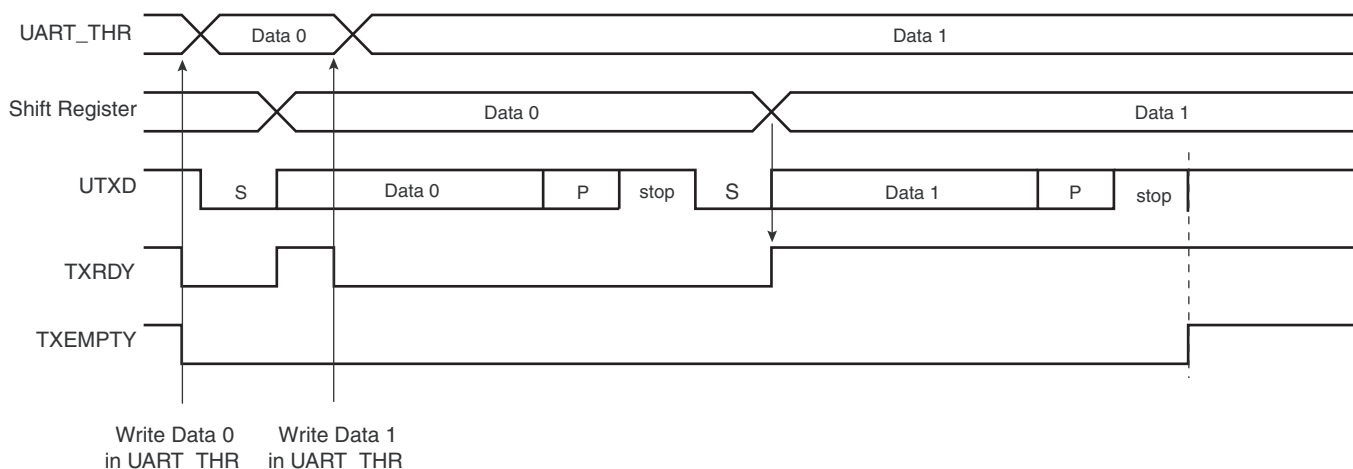 UART_THR Data 0 Data 1
Shift Register Data 0 Data 1
UTXD S Data 0 P stop S Data 1 P stop
TXRDY
TXEMPTY
Write Data 0 Write Data 1
in UART_THR in UART_THR